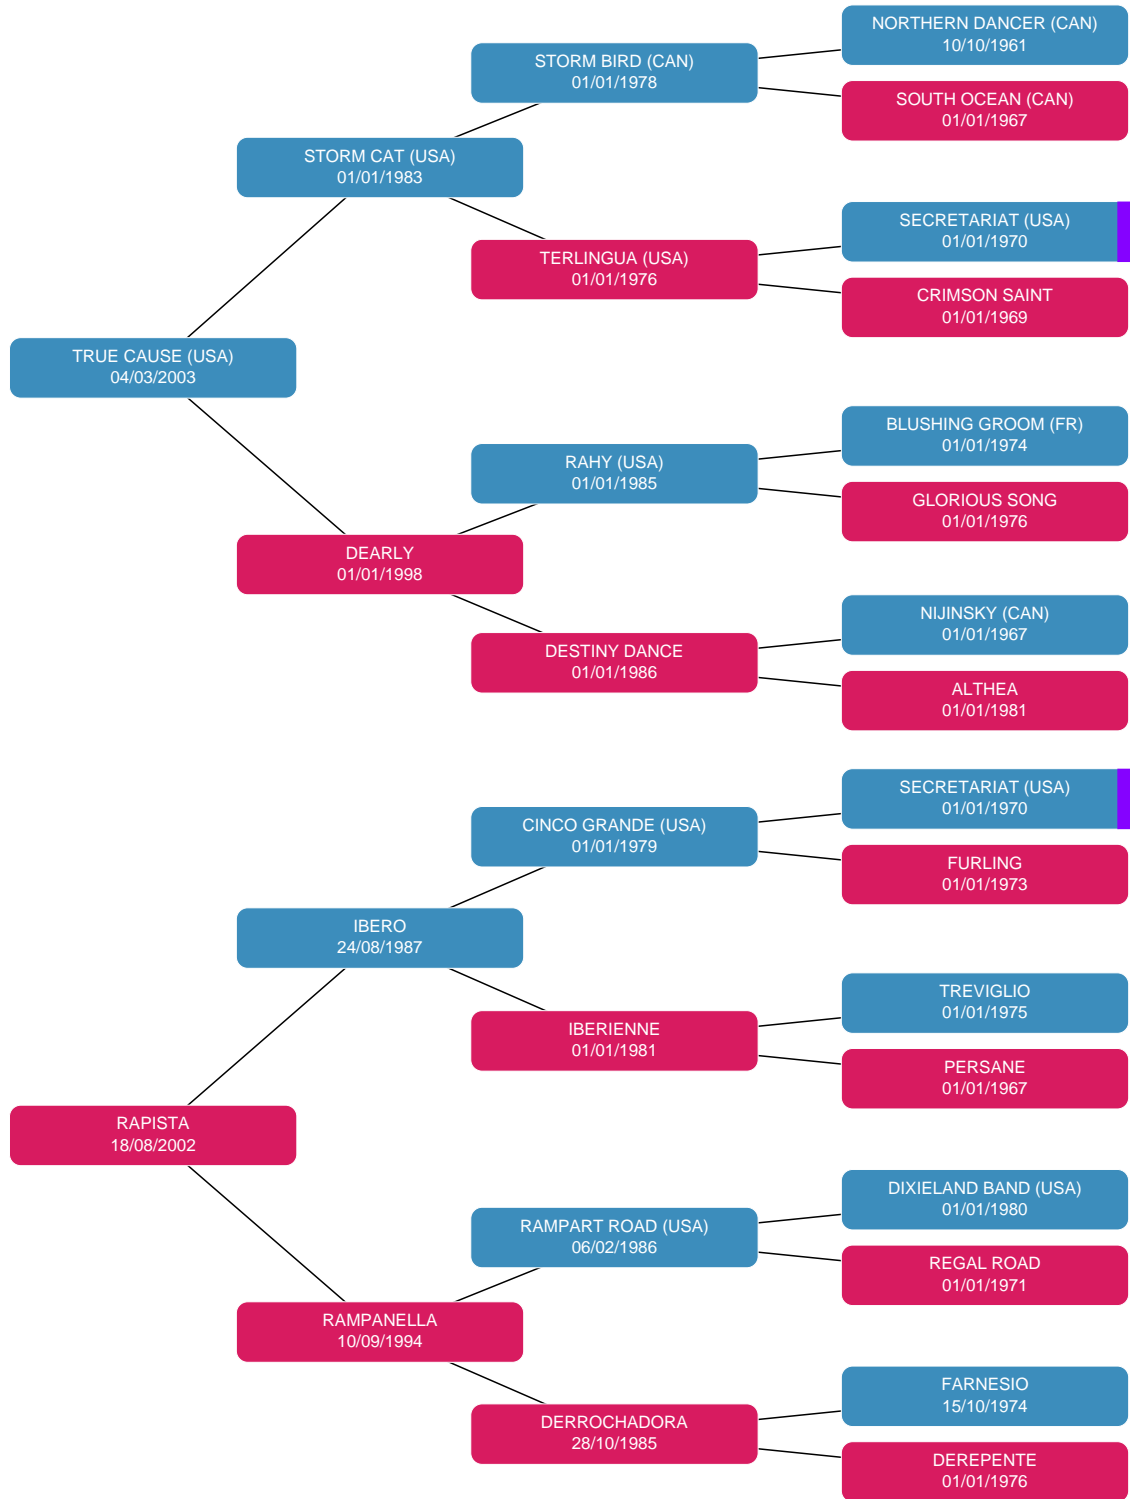 NORTHERN DANCER (CAN)
10/10/1961
STORM BIRD (CAN)
01/01/1978
SOUTH OCEAN (CAN)
01/01/1967
STORM CAT (USA)
01/01/1983
SECRETARIAT (USA)
01/01/1970
TERLINGUA (USA)
01/01/1976
CRIMSON SAINT
01/01/1969
TRUE CAUSE (USA)
04/03/2003
BLUSHING GROOM (FR)
01/01/1974
RAHY (USA)
01/01/1985
GLORIOUS SONG
01/01/1976
DEARLY
01/01/1998
NIJINSKY (CAN)
01/01/1967
DESTINY DANCE
01/01/1986
ALTHEA
01/01/1981
SECRETARIAT (USA)
01/01/1970
CINCO GRANDE (USA)
01/01/1979
FURLING
01/01/1973
IBERO
24/08/1987
TREVIGLIO
01/01/1975
IBERIENNE
01/01/1981
PERSANE
01/01/1967
RAPISTA
18/08/2002
DIXIELAND BAND (USA)
01/01/1980
RAMPART ROAD (USA)
06/02/1986
REGAL ROAD
01/01/1971
RAMPANELLA
10/09/1994
FARNESIO
15/10/1974
DERROCHADORA
28/10/1985
DEREPENTE
01/01/1976